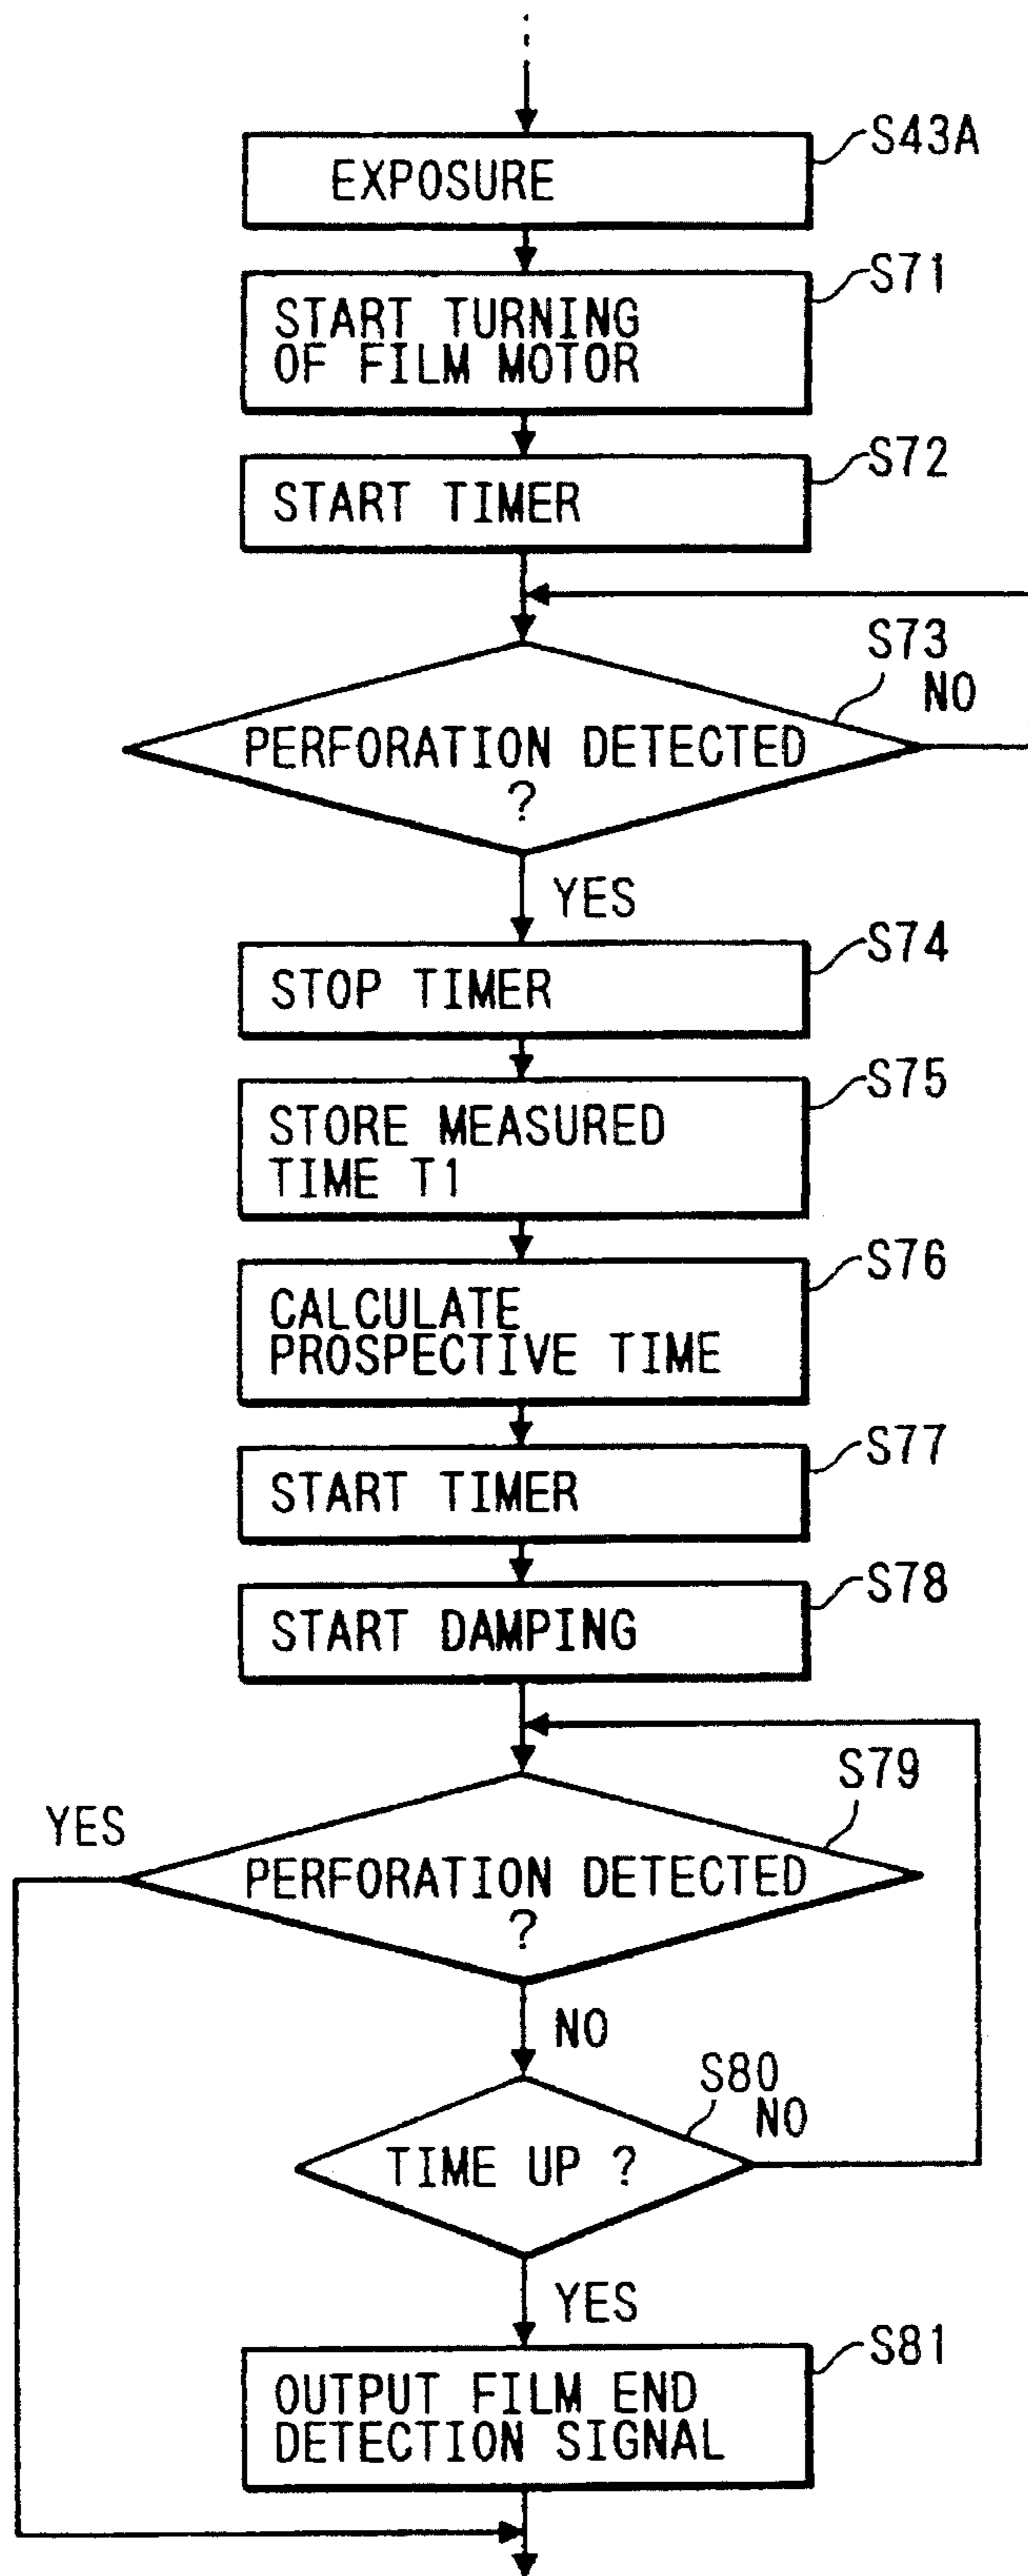 S43A
EXPOSURE
S71
START TURNING
OF FILM MOTOR
S72
START TIMER
S73
NO
PERFORATION DETECTED
?
YES
S74
STOP TIMER
S75
STORE MEASURED
TIME T1
S76
CALCULATE
PROSPECTIVE TIME
S77
START TIMER
S78
START DAMPING
S79
YES
PERFORATION DETECTED
?
NO
S80
NO
TIME UP ?
YES
S81
OUTPUT FILM END
DETECTION SIGNAL